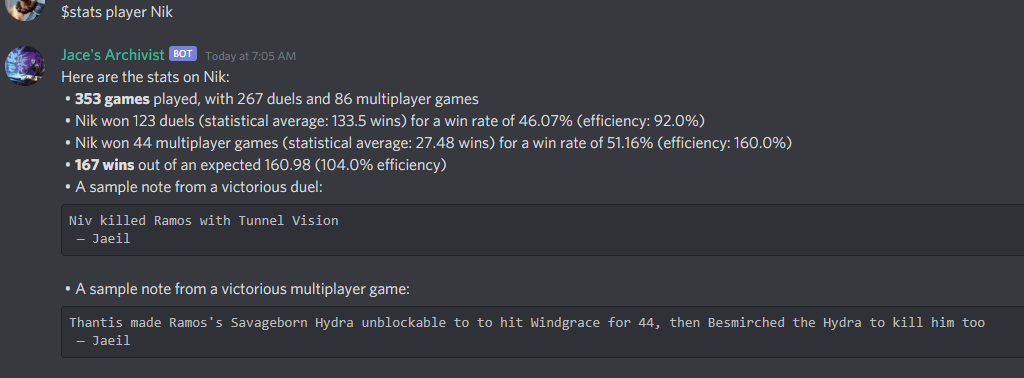 $stats player Nik
Jace's Archivist BOT Today at 7:05 AM
Here are the stats on Nik:
• 353 games played, with 267 duels and 86 multiplayer games
• Nik won 123 duels (statistical average: 133.5 wins) for a win rate of 46.07% (efficiency: 92.0%)
• Nik won 44 multiplayer games (statistical average: 27.48 wins) for a win rate of 51.16% (efficiency: 160.0%)
• 167 wins out of an expected 160.98 (104.0% efficiency)
• A sample note from a victorious duel:
Niv killed Ramos with Tunnel Vision
— Jaeil
• A sample note from a victorious multiplayer game:
Thantis made Ramos's Savageborn Hydra unblockable to to hit Windgrace for 44, then Besmirched the Hydra to kill him too
— Jaeil